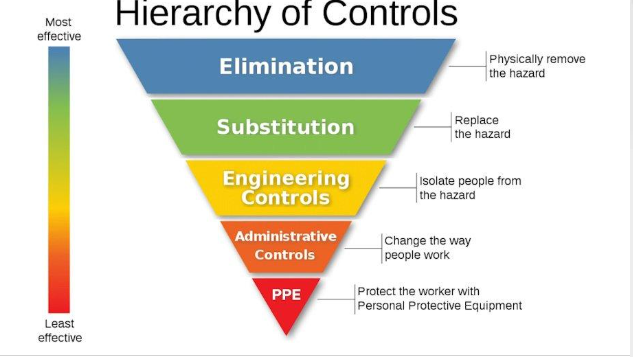 Hierarchy of Controls
Most
effective
Elimination
Physically remove
the hazard
Substitution
Replace
the hazard
Engineering
Controls
Isolate people from
the hazard
Administrative
Controls
Change the way
people work
PPE
Protect the worker with
Personal Protective Equipment
Least
effective